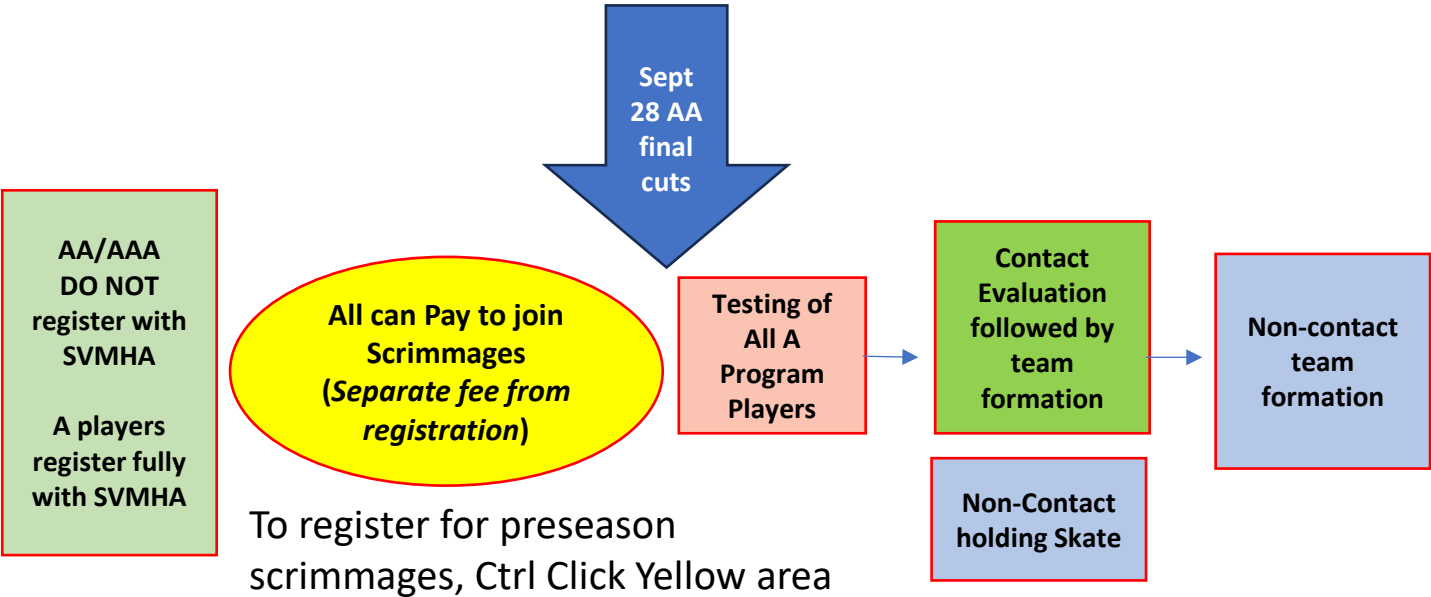 Sept
28 AA
final
cuts
AA/AAA
DO NOT
register with
SVMHA
A players
register fully
with SVMHA
All can Pay to join
Scrimmages
(Separate fee from
registration)
Testing of
All A
Program
Players
Contact
Evaluation
followed by
team
formation
Non-contact
team
formation
Non-Contact
holding Skate
To register for preseason
scrimmages, Ctrl Click Yellow area